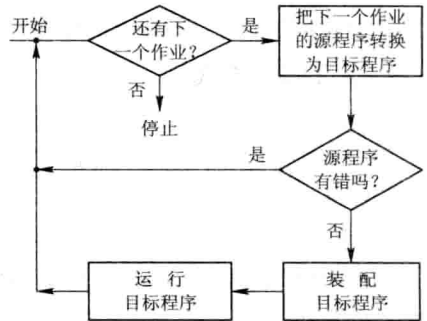 开始
还有下
一个作业?
是
把下一个作业
的源程序转换
为目标程序
否
停止
是
源程序
有错吗?
否
运 行
目标程序
装 配
目标程序